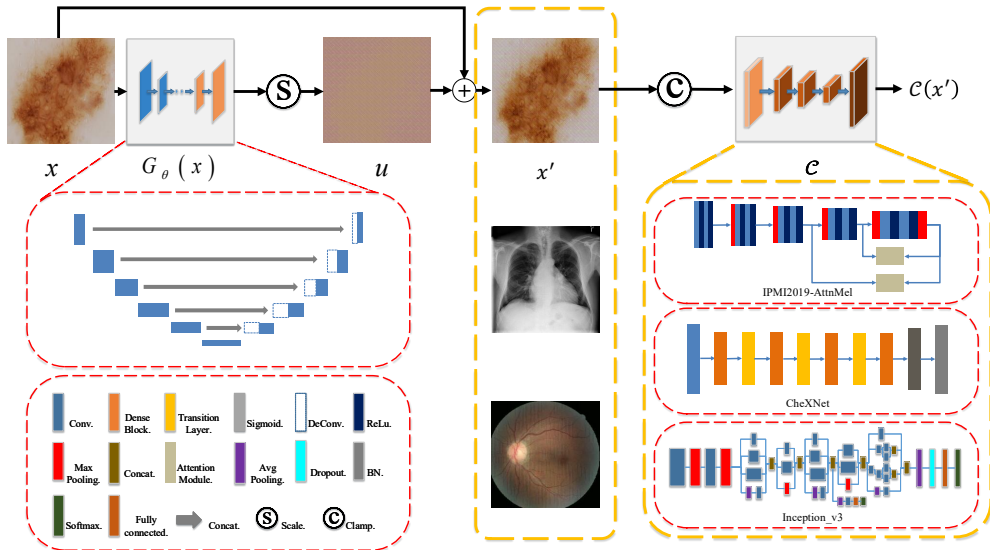 S
+
C
C(x')
x
G_θ(x)
u
x'
C
IPMI2019-AttnMel
CheXNet
Inception_v3
Conv.
Dense
Block.
Transition
Layer.
Sigmoid.
DeConv.
ReLu.
Max
Pooling.
Concat.
Attention
Module.
Avg
Pooling.
Dropout.
BN.
Softmax.
Fully
connected.
Concat.
S
Scale.
C
Clamp.